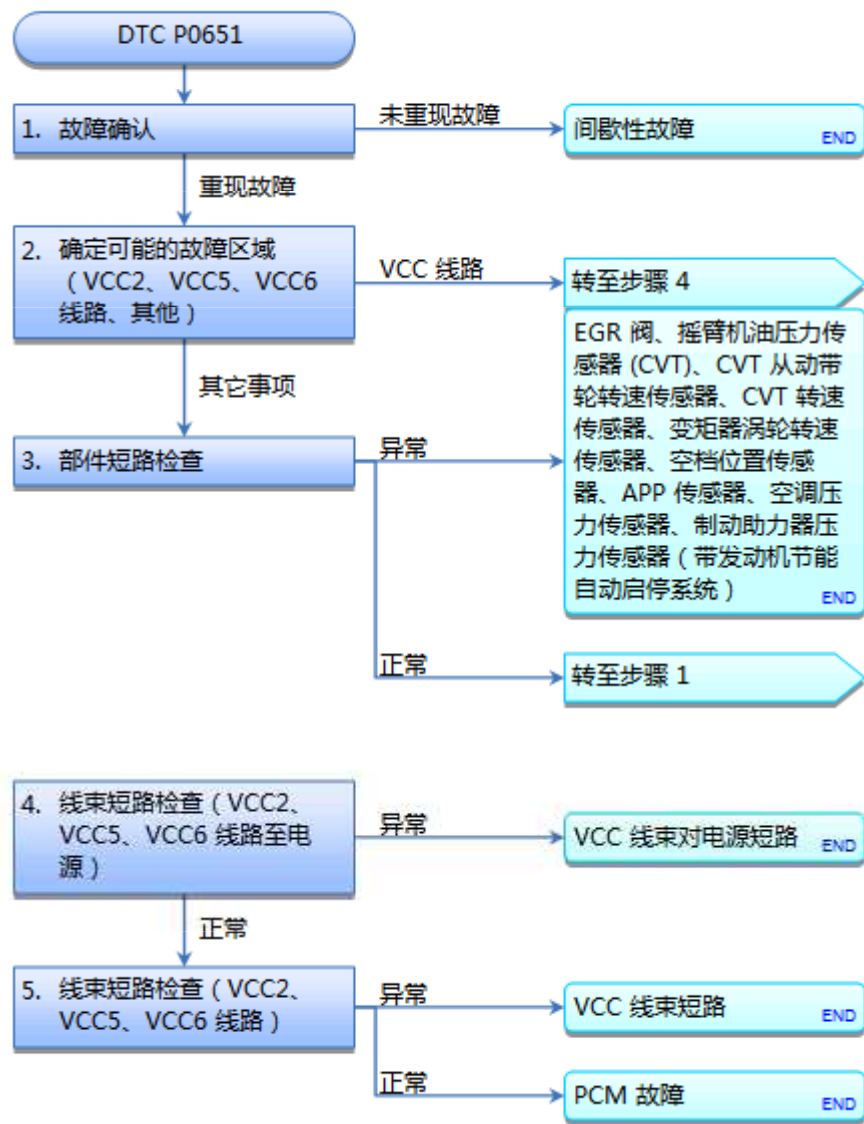 DTC P0651
1. 故障确认
未重现故障
间歇性故障
END
重现故障
2. 确定可能的故障区域
（VCC2、VCC5、VCC6
线路、其他）
VCC 线路
转至步骤 4
其它事项
3. 部件短路检查
异常
EGR 阀、摇臂机油压力传
感器 (CVT)、CVT 从动带
轮转速传感器、CVT 转速
传感器、变矩器涡轮转速
传感器、空档位置传感
器、APP 传感器、空调压
力传感器、制动助力器压
力传感器（带发动机节能
自动启停系统）
END
正常
转至步骤 1
4. 线束短路检查（VCC2、
VCC5、VCC6 线路至电
源）
异常
VCC 线束对电源短路
END
正常
5. 线束短路检查（VCC2、
VCC5、VCC6 线路）
异常
VCC 线束短路
END
正常
PCM 故障
END